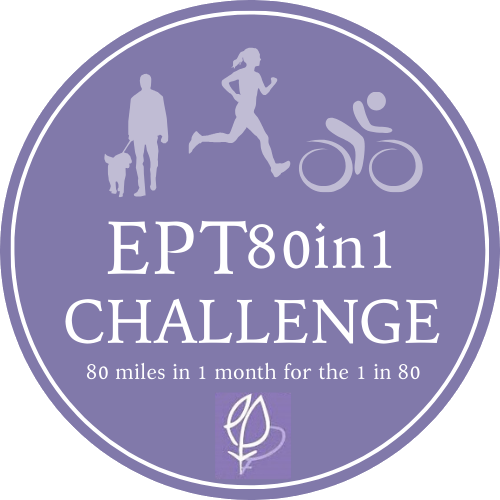 EPT80in1
CHALLENGE
80 miles in 1 month for the 1 in 80